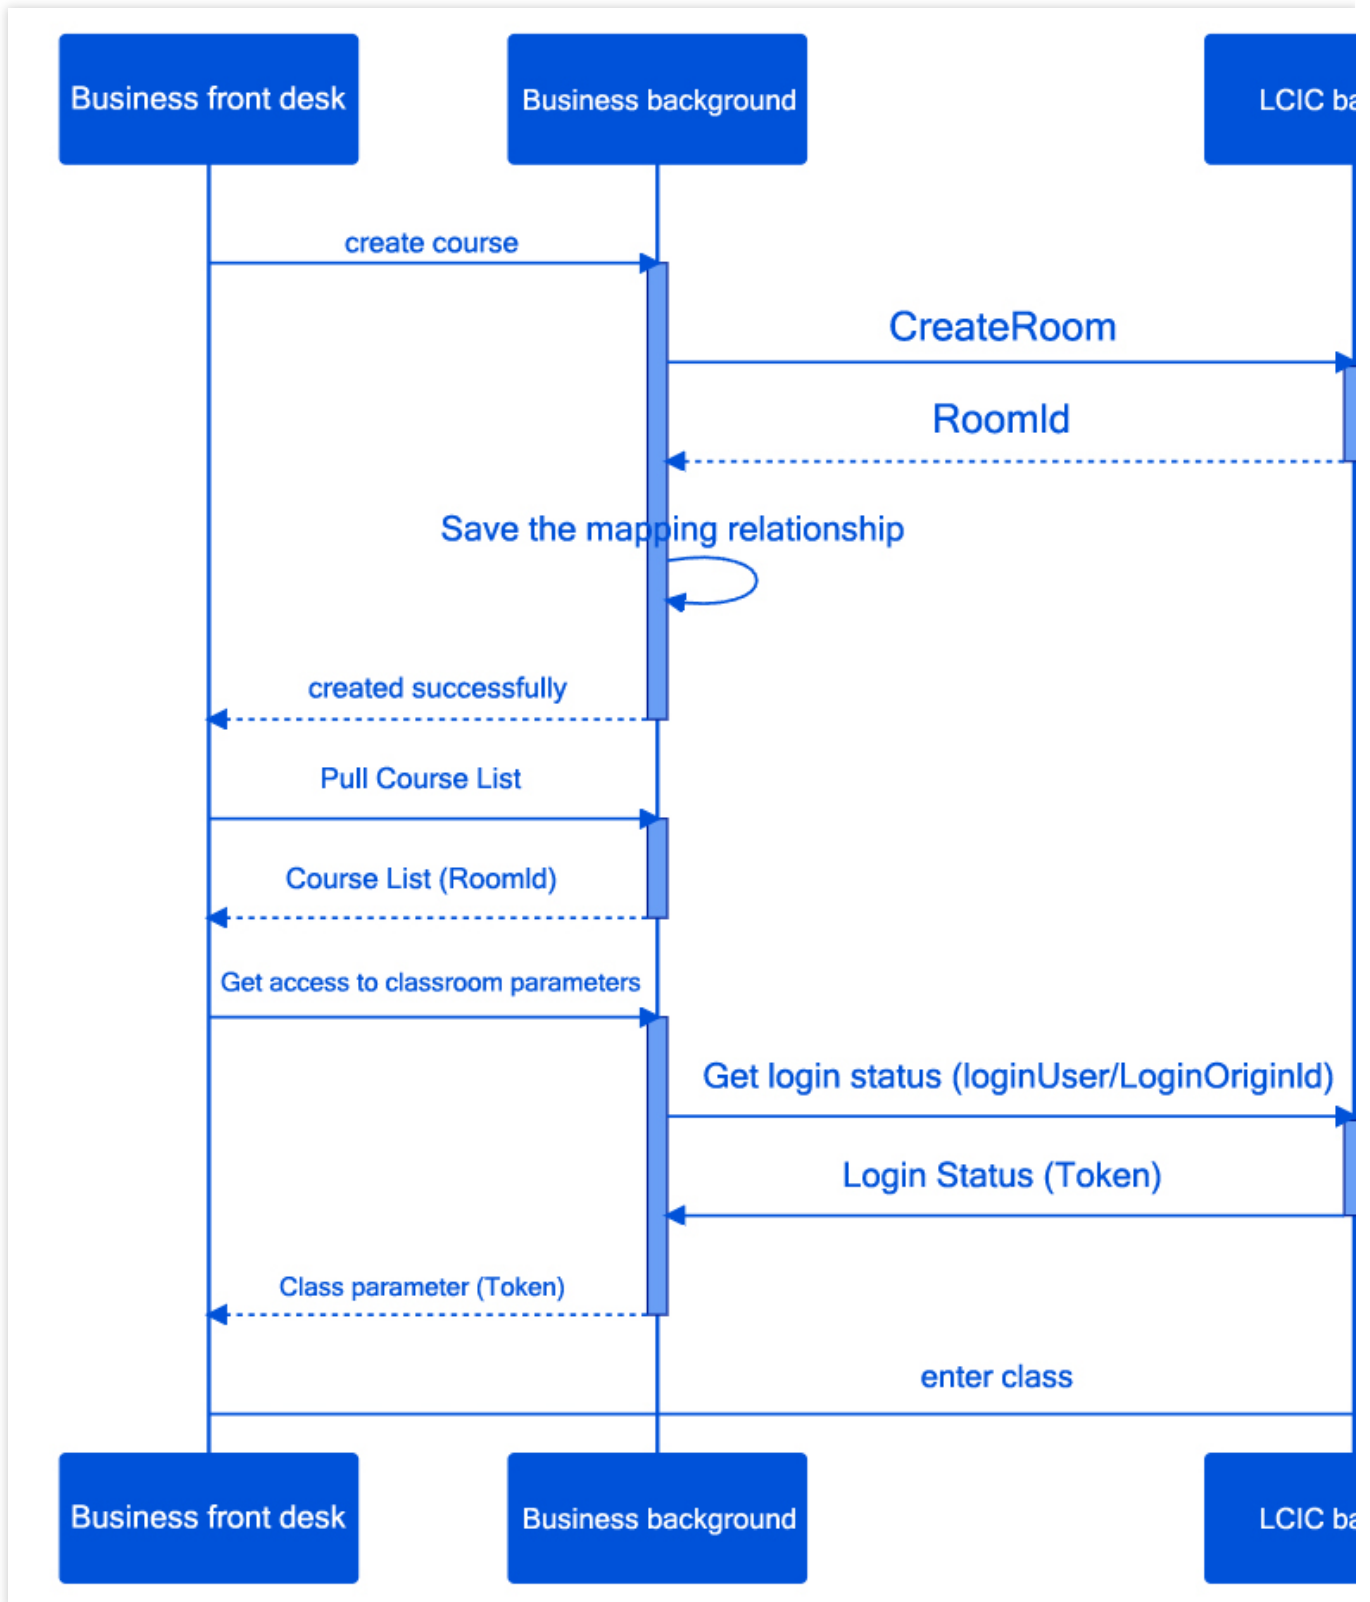 Business front desk
Business background
LCIC
create course
CreateRoom
RoomId
Save the mapping relationship
created successfully
Pull Course List
Course List (RoomId)
Get access to classroom parameters
Get login status (loginUser/LoginOriginId)
Login Status (Token)
Class parameter (Token)
enter class
Business front desk
Business background
LCIC